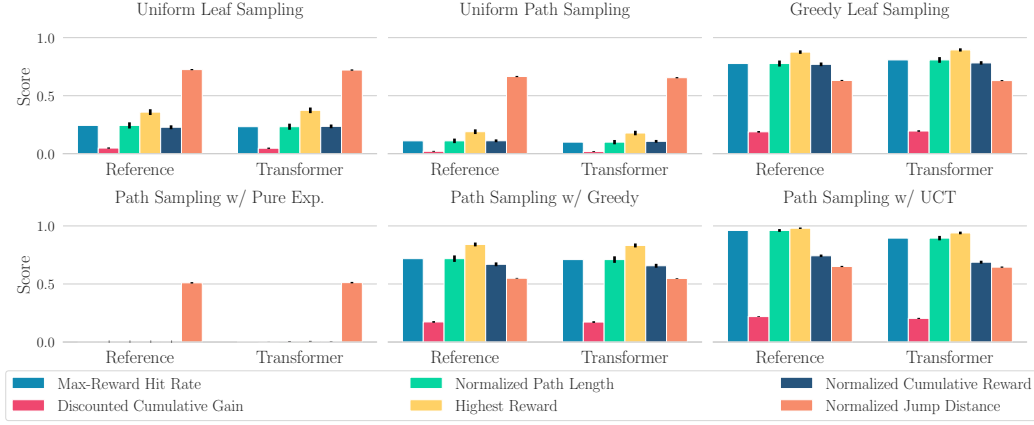 Uniform Leaf Sampling
Uniform Path Sampling
Greedy Leaf Sampling
Score
1.0
0.5
0.0
Reference Transformer
Reference Transformer
Reference Transformer
Path Sampling w/ Pure Exp.
Path Sampling w/ Greedy
Path Sampling w/ UCT
Score
1.0
0.5
0.0
Reference Transformer
Reference Transformer
Reference Transformer
Max-Reward Hit Rate
Discounted Cumulative Gain
Normalized Path Length
Highest Reward
Normalized Cumulative Reward
Normalized Jump Distance